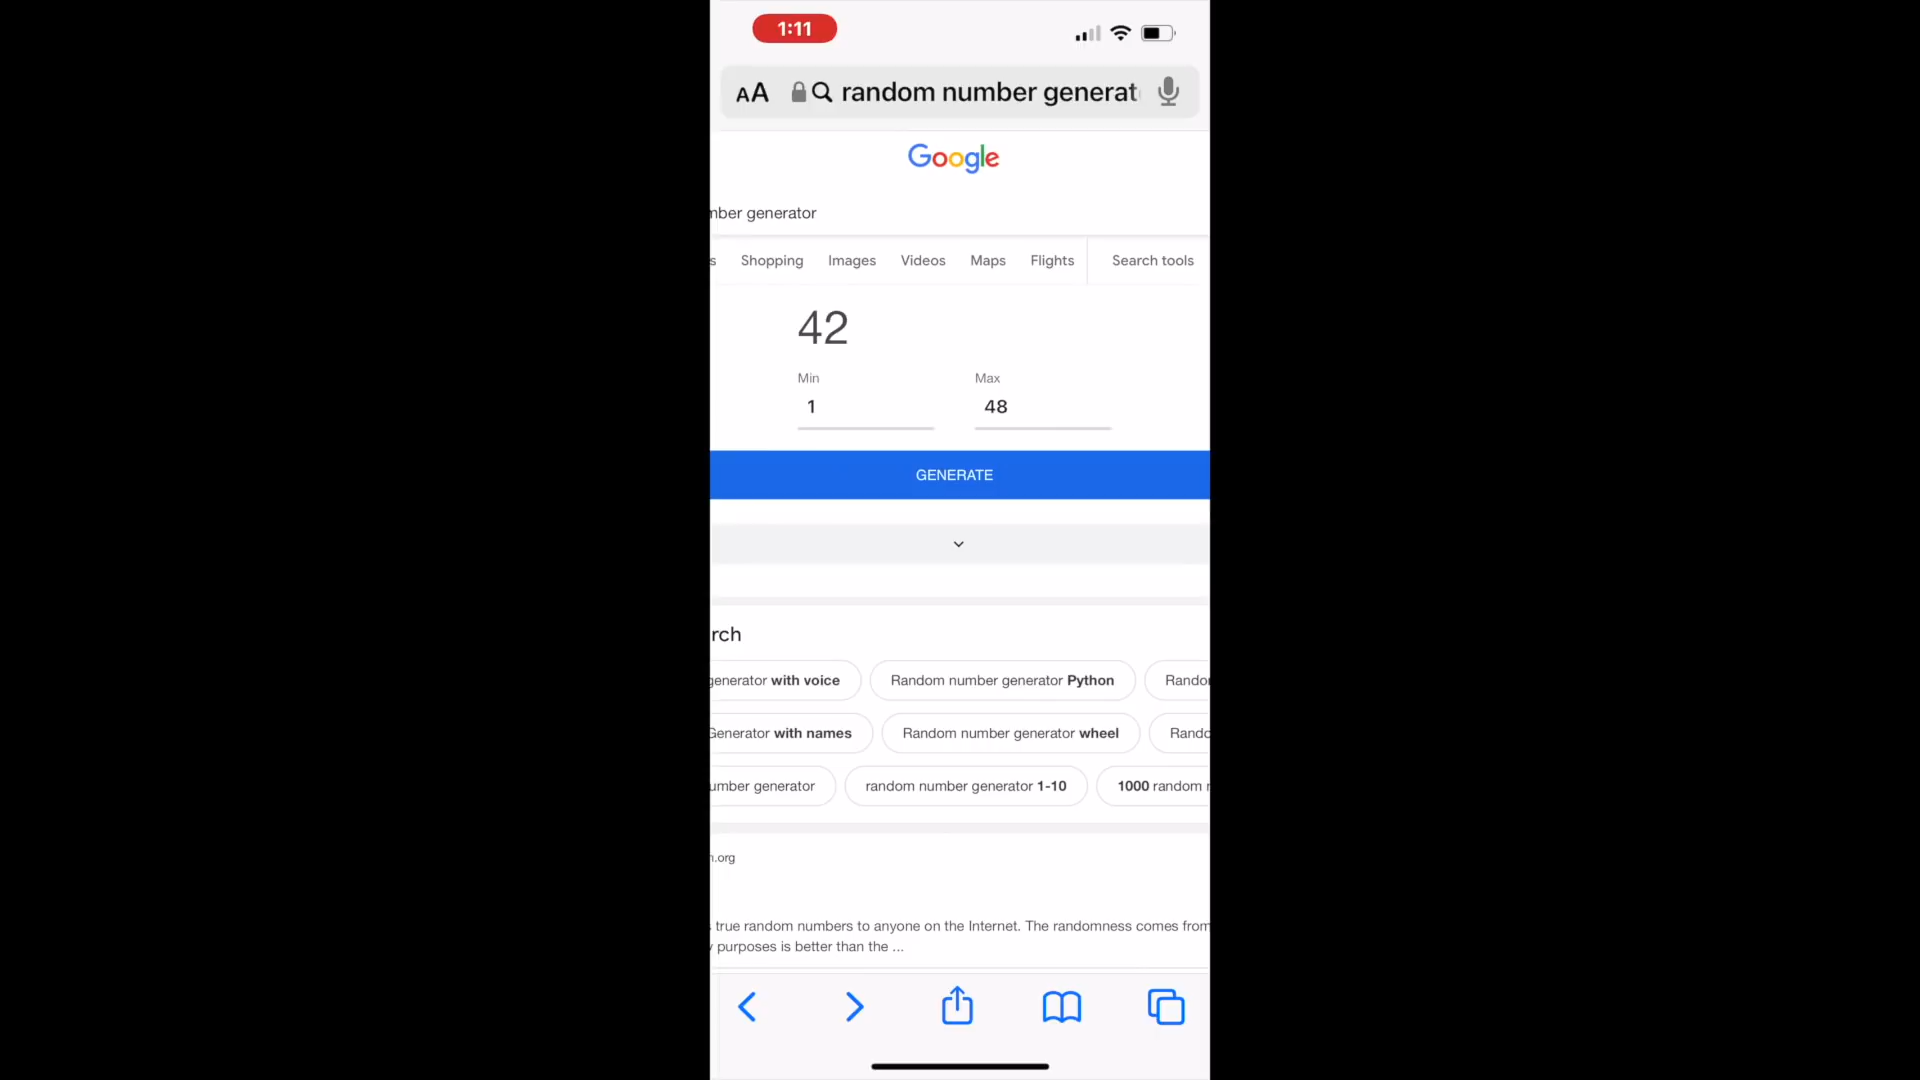 1:11
AA random number generat
Google
mber generator
s Shopping Images Videos Maps Flights Search tools
42
Min Max
1 48
GENERATE
rch
generator with voice Random number generator Python Rando
Generator with names Random number generator wheel Rando
umber generator random number generator 1-10 1000 random
.org
true random numbers to anyone on the Internet. The randomness comes from
purposes is better than the ...